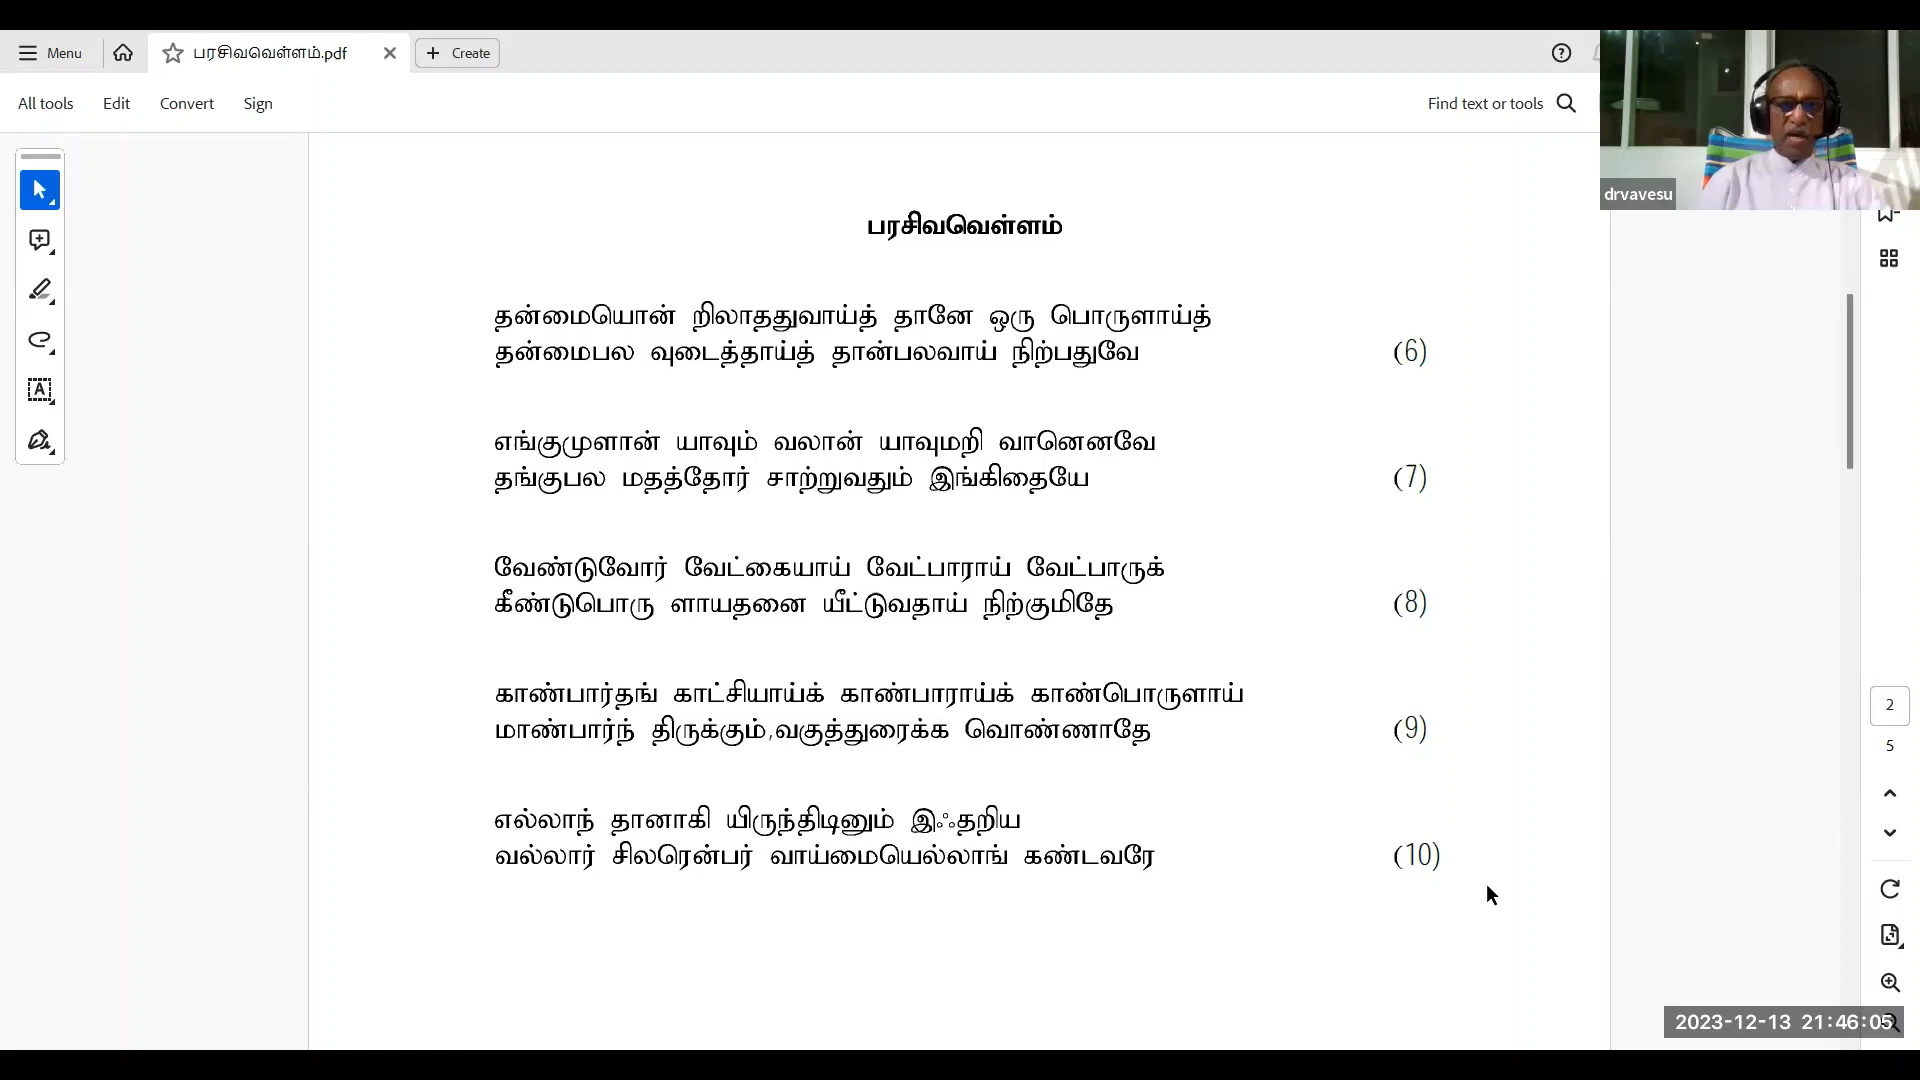 Menu
பரசிவவெள்ளம்.pdf
Create
All tools
Edit
Convert
Sign
Find text or tools
drvavesu
பரசிவவெள்ளம்
தன்மையொன் றிலாததுவாய்த் தானே ஒரு பொருளாய்த்
தன்மைபல வுடைத்தாய்த் தான்பலவாய் நிற்பதுவே (6)
எங்குமுளான் யாவும் வலான் யாவுமறி வானெனவே
தங்குபல மதத்தோர் சாற்றுவதும் இங்கிதையே (7)
வேண்டுவோர் வேட்கையாய் வேட்பாராய் வேட்பாருக்
கீண்டுபொரு ளாயதனை யீட்டுவதாய் நிற்குமிதே (8)
காண்பார்தங் காட்சியாய்க் காண்பாராய்க் காண்பொருளாய்
மாண்பார்ந் திருக்கும்,வகுத்துரைக்க வொண்ணாதே (9)
எல்லாந் தானாகி யிருந்திடினும் இஃதறிய
வல்லார் சிலரென்பர் வாய்மையெல்லாங் கண்டவரே (10)
2
5
2023-12-13 21:46:05